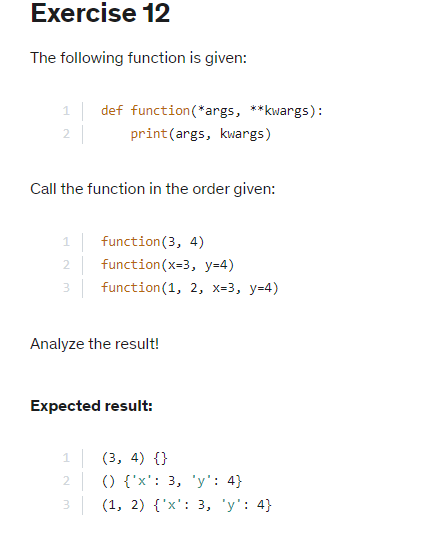 Exercise 12
The following function is given:
1 def function(*args, **kwargs):
2     print(args, kwargs)
Call the function in the order given:
1 function(3, 4)
2 function(x=3, y=4)
3 function(1, 2, x=3, y=4)
Analyze the result!
Expected result:
1 (3, 4) {}
2 () {'x': 3, 'y': 4}
3 (1, 2) {'x': 3, 'y': 4}